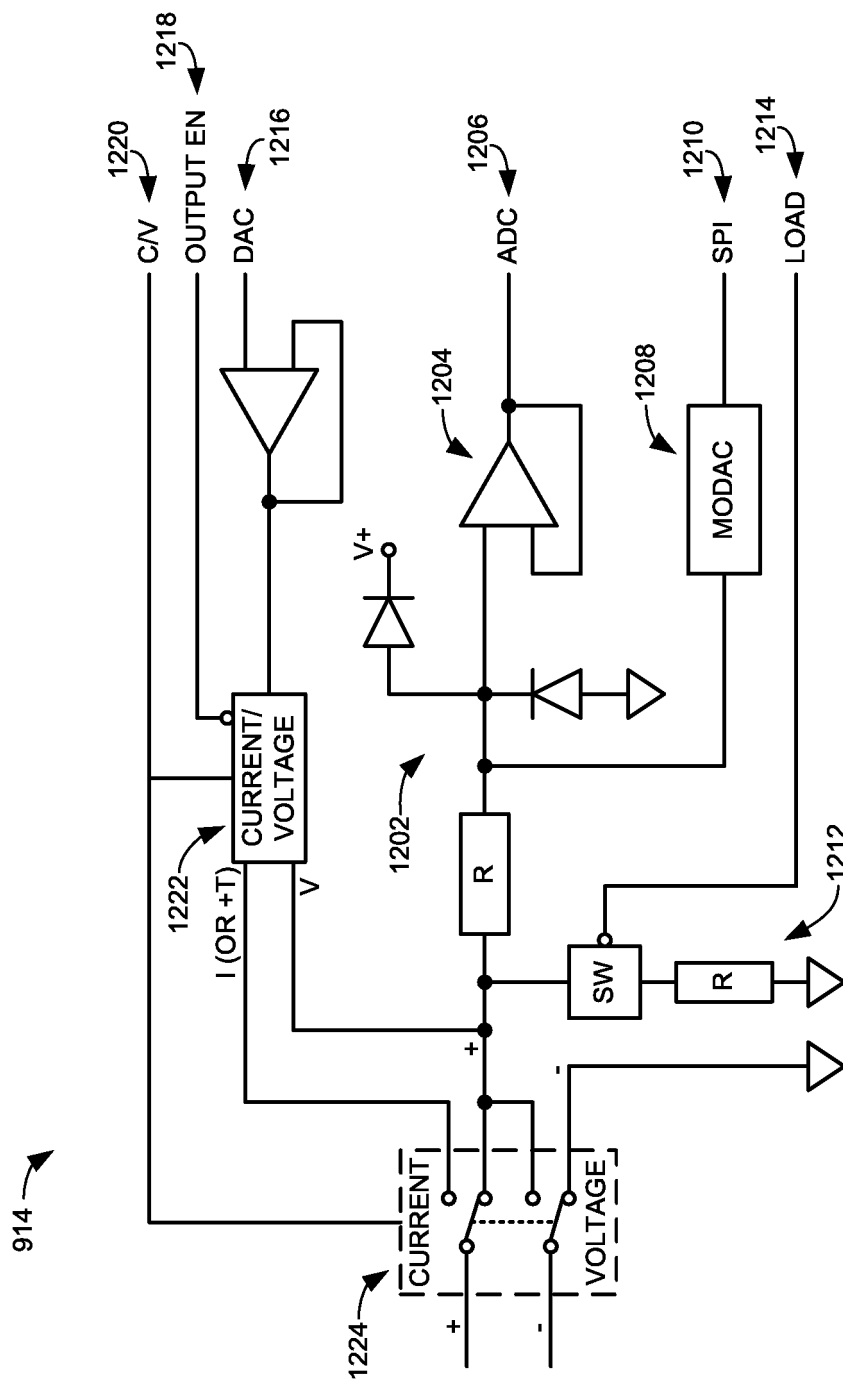 914
1220
C/V
1218
OUTPUT EN
DAC
1216
1222
CURRENT/
VOLTAGE
I (OR +T)
V
V+
1204
ADC
1206
1202
R
1208
MODAC
SPI
1210
LOAD
1214
1212
SW
R
+
-
1224
CURRENT
VOLTAGE
+
-